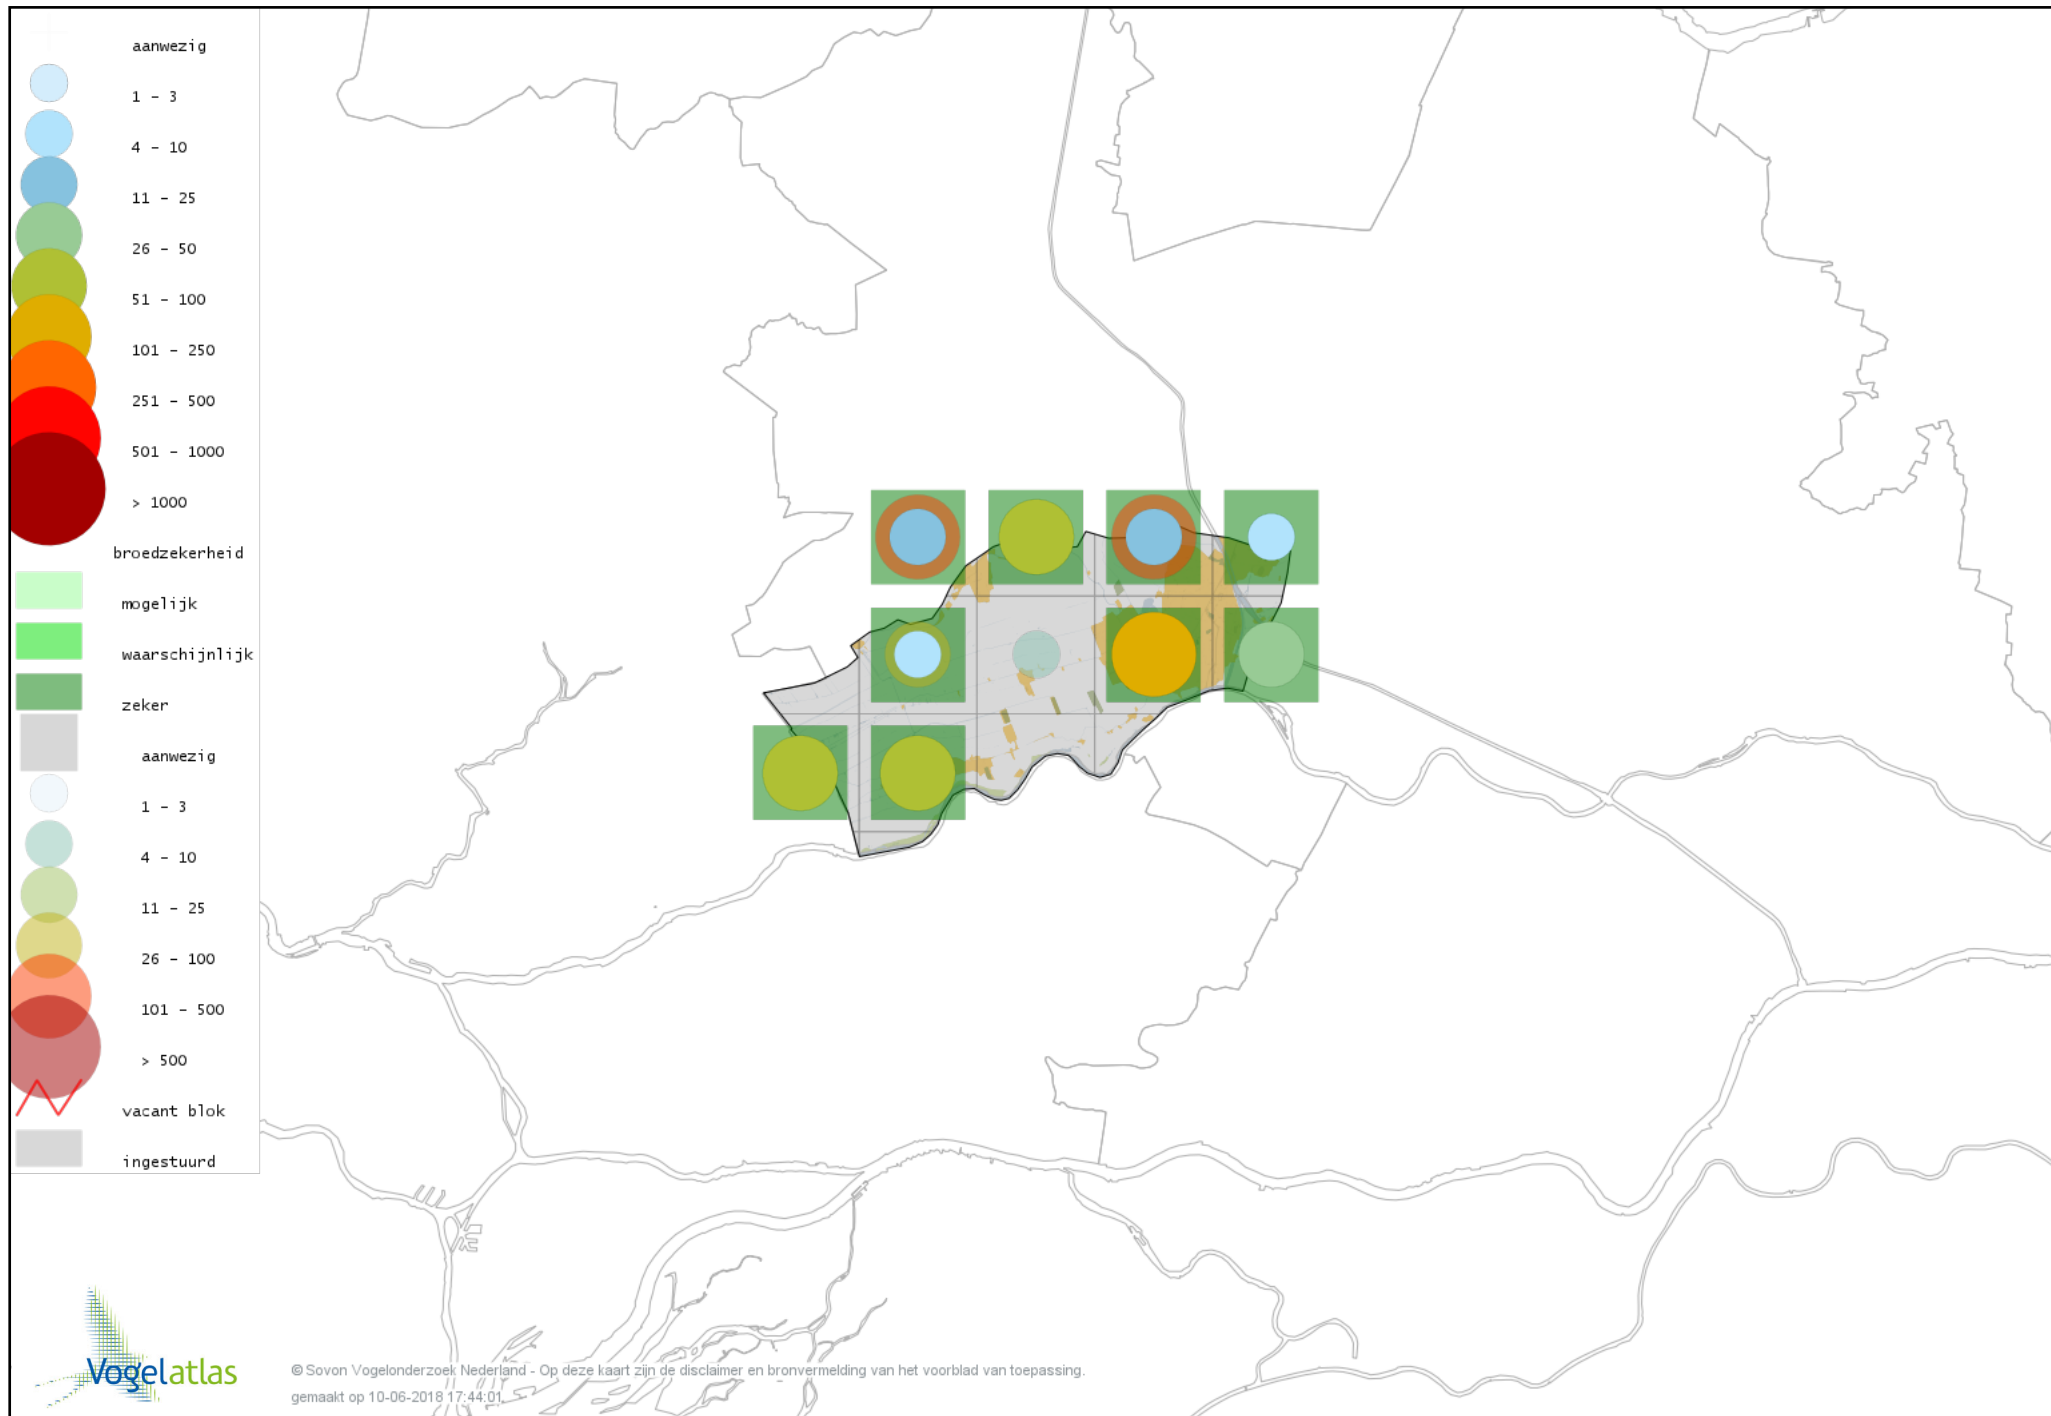 aanwezig
1 - 3
4 - 10
11 - 25
26 - 50
51 - 100
101 - 250
251 - 500
501 - 1000
> 1000
broedzekerheid
mogelijk
waarschijnlijk
zeker
aanwezig
1 - 3
4 - 10
11 - 25
26 - 100
101 - 500
> 500
vacant blok
ingestuurd
Vogelatlas
© Sovon Vogelonderzoek Nederland - Op deze kaart zijn de disclaimer en bronvermelding van het voorblad van toepassing.
gemaakt op 10-06-2018 17:44:01